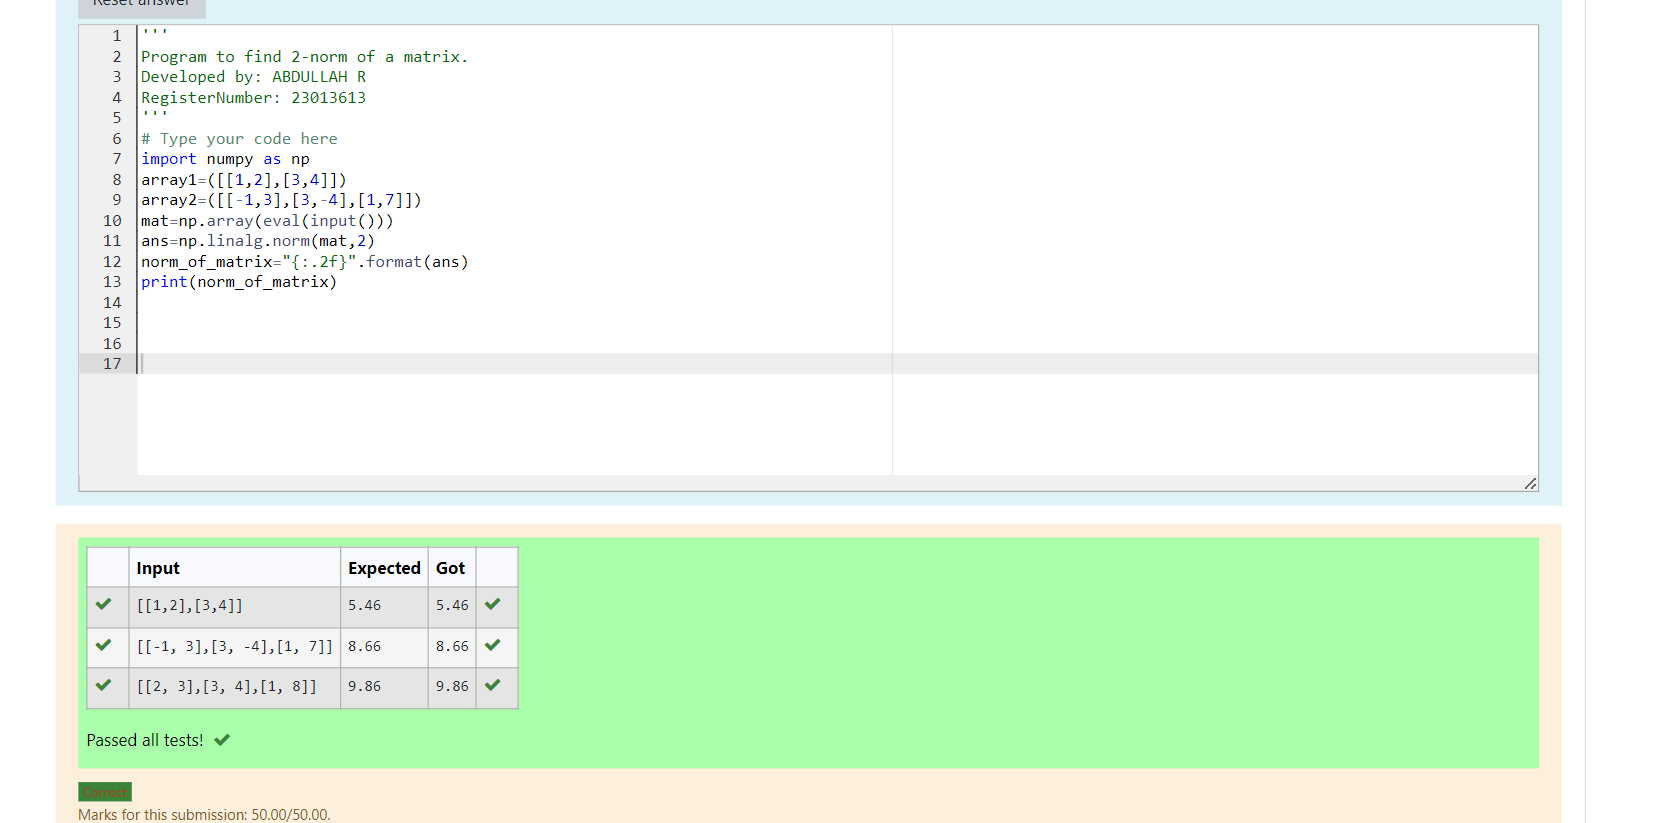 Reset answer
1 '''
2 Program to find 2-norm of a matrix.
3 Developed by: ABDULLAH R
4 RegisterNumber: 23013613
5 '''
6 # Type your code here
7 import numpy as np
8 array1=([[1,2],[3,4]])
9 array2=([[-1,3],[3,-4],[1,7]])
10 mat=np.array(eval(input()))
11 ans=np.linalg.norm(mat,2)
12 norm_of_matrix="{:.2f}".format(ans)
13 print(norm_of_matrix)
14
15
16
17
Input Expected Got
[[1,2],[3,4]] 5.46 5.46
[[-1, 3],[3, -4],[1, 7]] 8.66 8.66
[[2, 3],[3, 4],[1, 8]] 9.86 9.86
Passed all tests!
Correct
Marks for this submission: 50.00/50.00.